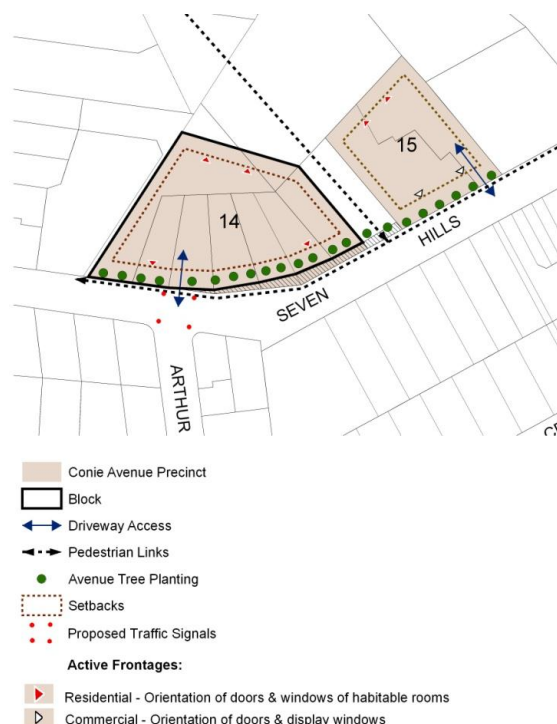 15
14
HILLS
SEVEN
ARTHUR
Conie Avenue Precinct
Block
Driveway Access
Pedestrian Links
Avenue Tree Planting
Setbacks
Proposed Traffic Signals
Active Frontages:
Residential - Orientation of doors & windows of habitable rooms
Commercial - Orientation of doors & display windows